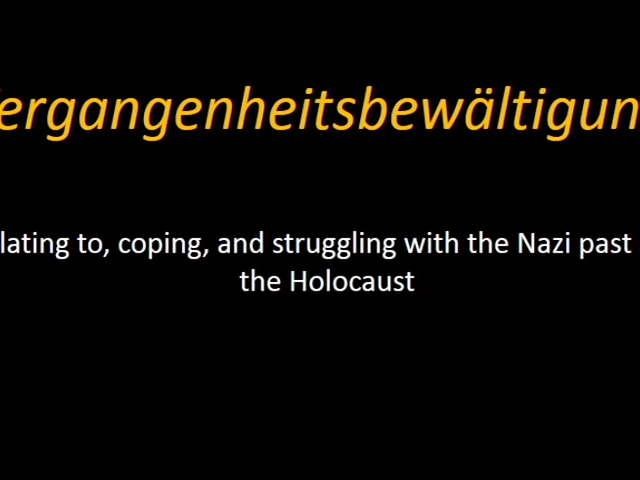 ergangenheitsbewältigun
lating to, coping, and struggling with the Nazi past
the Holocaust